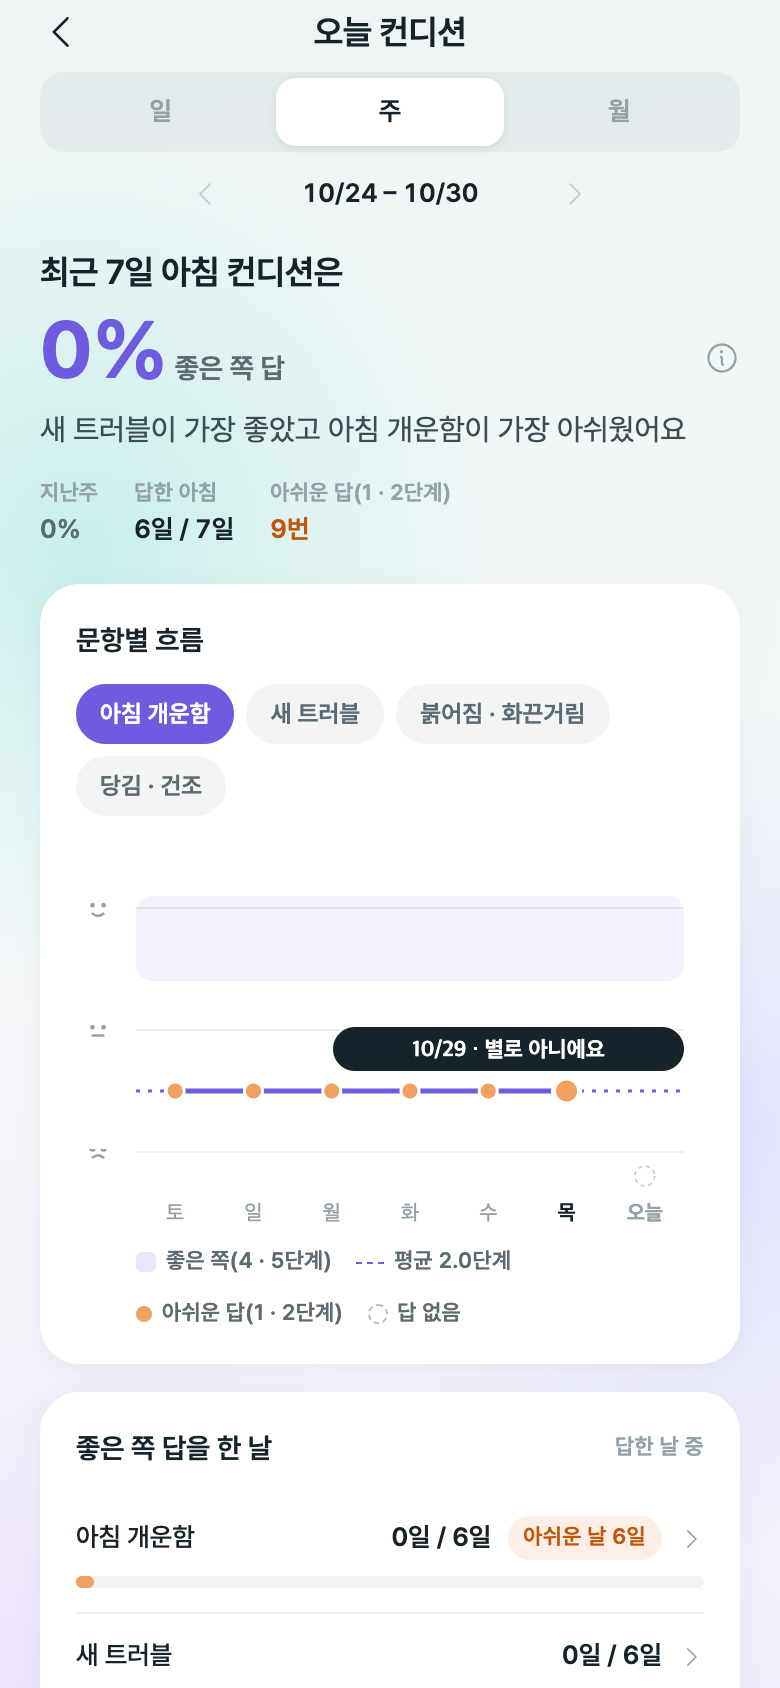 오늘 컨디션
일 주 월
10/24 – 10/30
최근 7일 아침 컨디션은
0% 좋은 쪽 답
새 트러블이 가장 좋았고 아침 개운함이 가장 아쉬웠어요
지난주 답한 아침 아쉬운 답(1 · 2단계)
0% 6일 / 7일 9번
문항별 흐름
아침 개운함 새 트러블 붉어짐 · 화끈거림
당김 · 건조
10/29 · 별로 아니에요
토 일 월 화 수 목 오늘
좋은 쪽(4 · 5단계) 평균 2.0단계
아쉬운 답(1 · 2단계) 답 없음
좋은 쪽 답을 한 날 답한 날 중
아침 개운함 0일 / 6일 아쉬운 날 6일
새 트러블 0일 / 6일